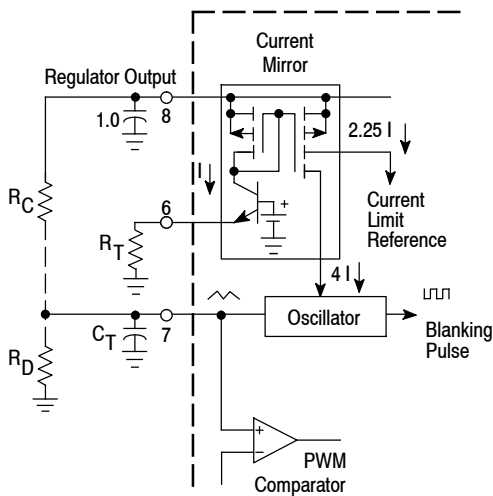 Current
Mirror
Regulator Output
1.0
8
2.25 I
I
R_C
6
Current
Limit
Reference
R_T
4 I
C_T
7
Oscillator
Blanking
Pulse
R_D
+
+
−
PWM
Comparator